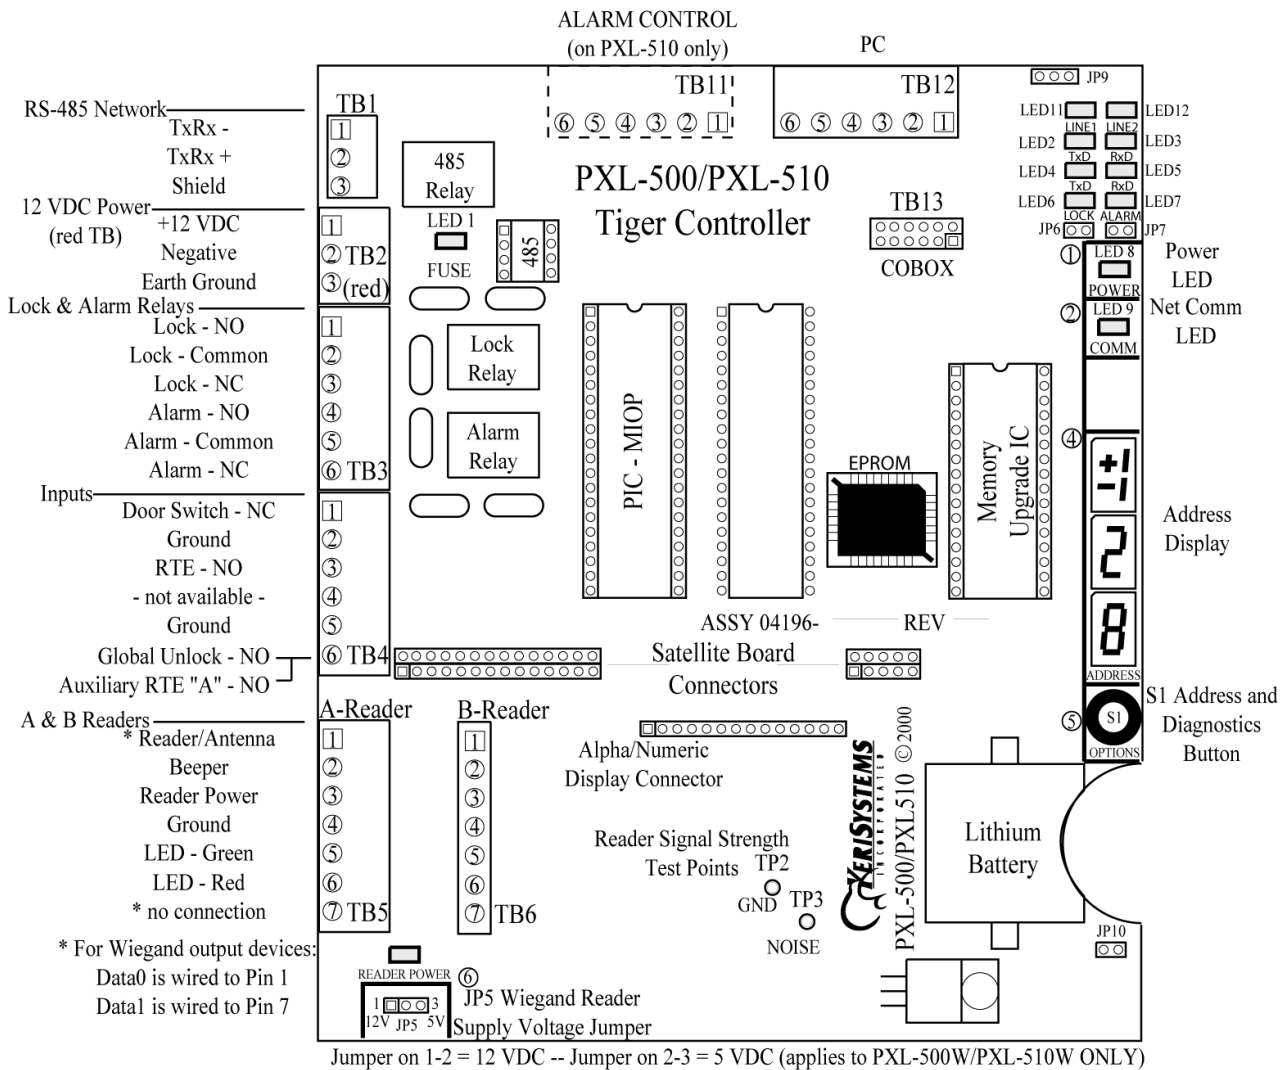 ALARM CONTROL
(on PXL-510 only)
PC
TB11
6 5 4 3 2 1
TB12
6 5 4 3 2 1
JP9
LED11
LED12
LINE1
LINE2
LED2
LED3
TxD
RxD
LED4
LED5
TxD
RxD
LED6
LED7
LOCK
ALARM
JP6
JP7
RS-485 Network
TxRx -
TxRx +
Shield
TB1
1
2
3
485
Relay
PXL-500/PXL-510
Tiger Controller
TB13
COBOX
12 VDC Power
(red TB)
+12 VDC
Negative
Earth Ground
1
2 TB2
3 (red)
LED 1
FUSE
485
1
LED 8
POWER
Power
LED
2
LED 9
COMM
Net Comm
LED
Lock & Alarm Relays
Lock - NO
Lock - Common
Lock - NC
Alarm - NO
Alarm - Common
Alarm - NC
1
2
3
4
5
6 TB3
Lock
Relay
Alarm
Relay
PIC - MIOP
EPROM
Memory
Upgrade IC
4
+1
-1
2
8
ADDRESS
Address
Display
Inputs
Door Switch - NC
Ground
RTE - NO
- not available -
Ground
Global Unlock - NO
Auxiliary RTE "A" - NO
1
2
3
4
5
6 TB4
ASSY 04196-
REV
Satellite Board
Connectors
5
S1
OPTIONS
S1 Address and
Diagnostics
Button
A & B Readers
* Reader/Antenna
Beeper
Reader Power
Ground
LED - Green
LED - Red
* no connection
A-Reader
1
2
3
4
5
6
7 TB5
B-Reader
1
2
3
4
5
6
7 TB6
Alpha/Numeric
Display Connector
Reader Signal Strength
Test Points
TP2
GND
TP3
NOISE
KERISYSTEMS
INCORPORATED
PXL-500/PXL510 ©2000
Lithium
Battery
JP10
* For Wiegand output devices:
Data0 is wired to Pin 1
Data1 is wired to Pin 7
READER POWER
6
1
3
12V
JP5
5V
JP5 Wiegand Reader
Supply Voltage Jumper
Jumper on 1-2 = 12 VDC -- Jumper on 2-3 = 5 VDC (applies to PXL-500W/PXL-510W ONLY)